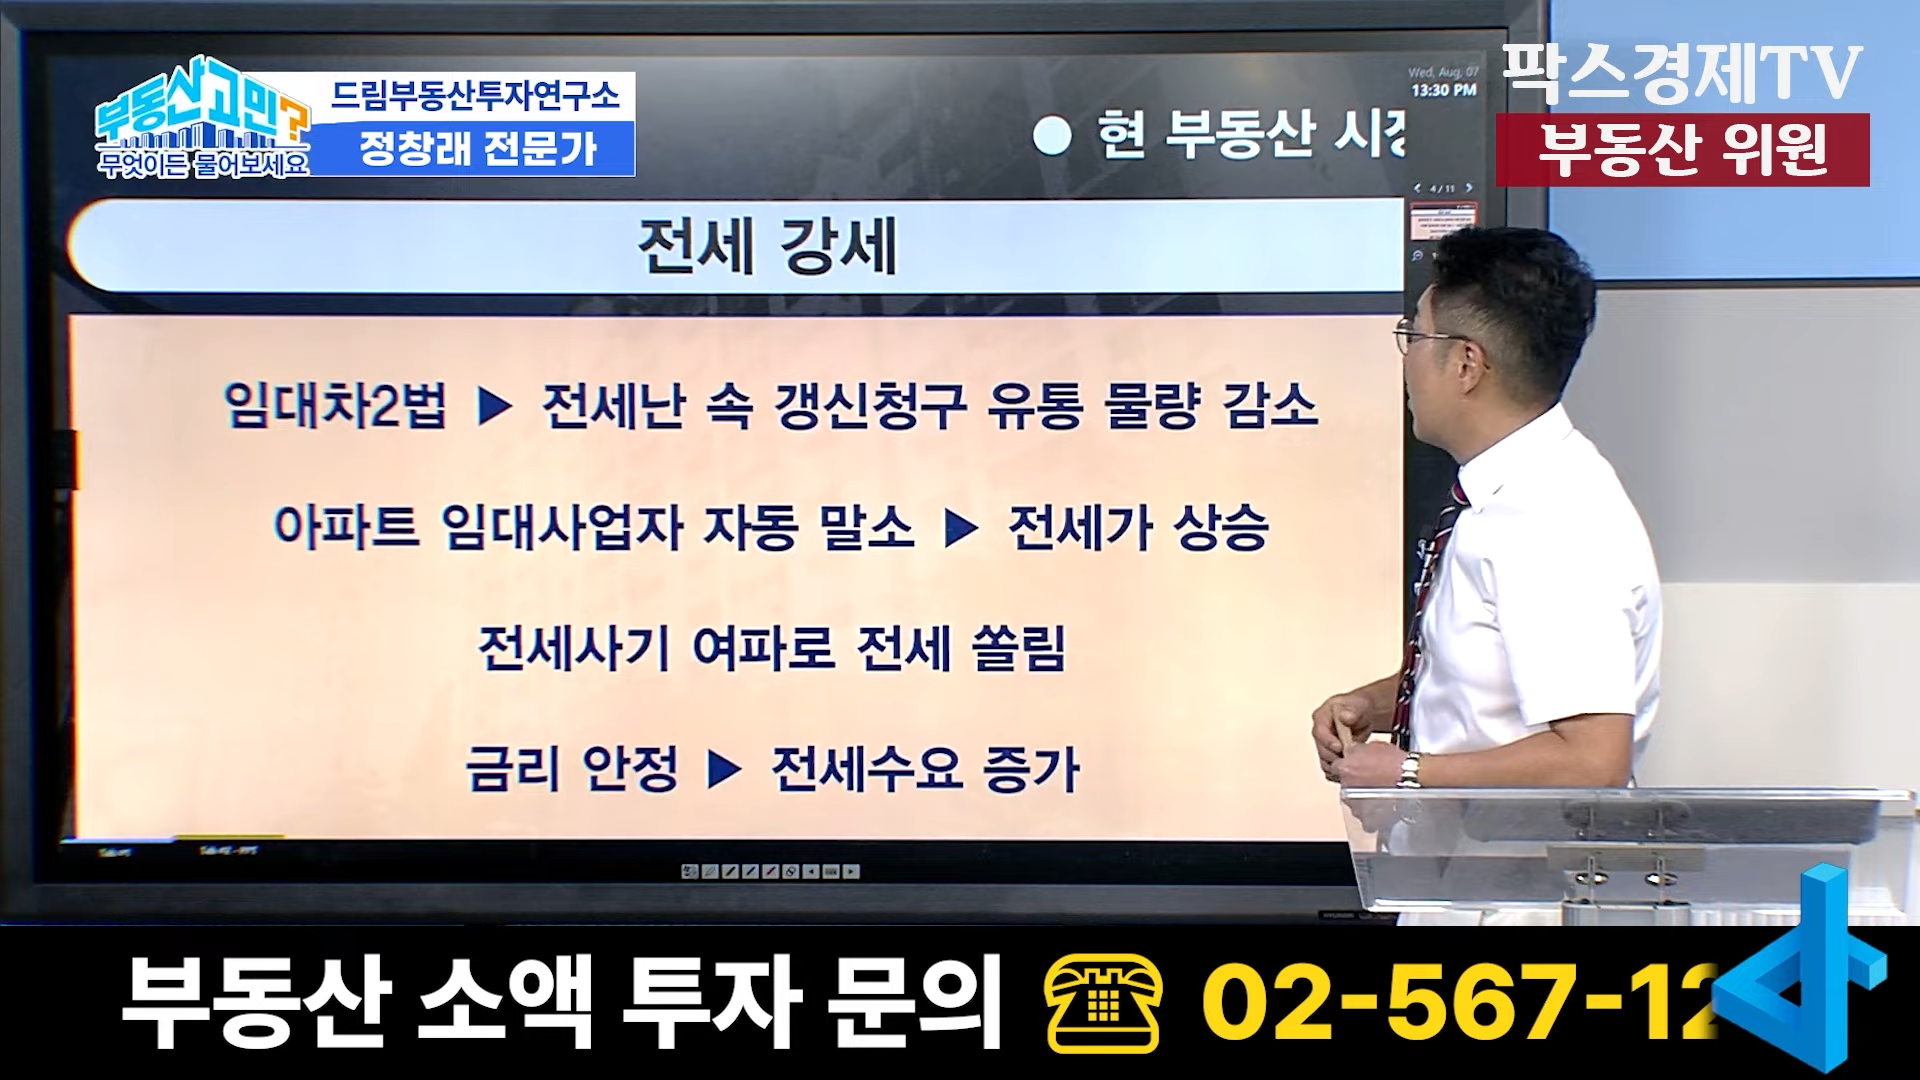 부동산고민?
무엇이든 물어보세요
드림부동산투자연구소
정창래 전문가
● 현 부동산 시장
Wed, Aug, 07
13:30 PM
팍스경제TV
부동산 위원
4 / 11
전세 강세
임대차2법 ▶ 전세난 속 갱신청구 유통 물량 감소
아파트 임대사업자 자동 말소 ▶ 전세가 상승
전세사기 여파로 전세 쏠림
금리 안정 ▶ 전세수요 증가
부동산 소액 투자 문의 02-567-12